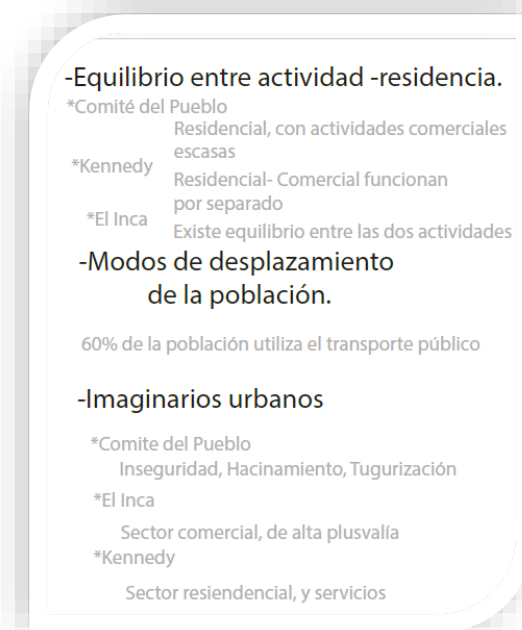 -Equilibrio entre actividad -residencia.
*Comité del Pueblo
Residencial, con actividades comerciales
escasas
*Kennedy
Residencial- Comercial funcionan
por separado
*El Inca
Existe equilibrio entre las dos actividades
-Modos de desplazamiento
de la población.
60% de la población utiliza el transporte público
-Imaginarios urbanos
*Comite del Pueblo
Inseguridad, Hacinamiento, Tugurización
*El Inca
Sector comercial, de alta plusvalía
*Kennedy
Sector resiendencial, y servicios